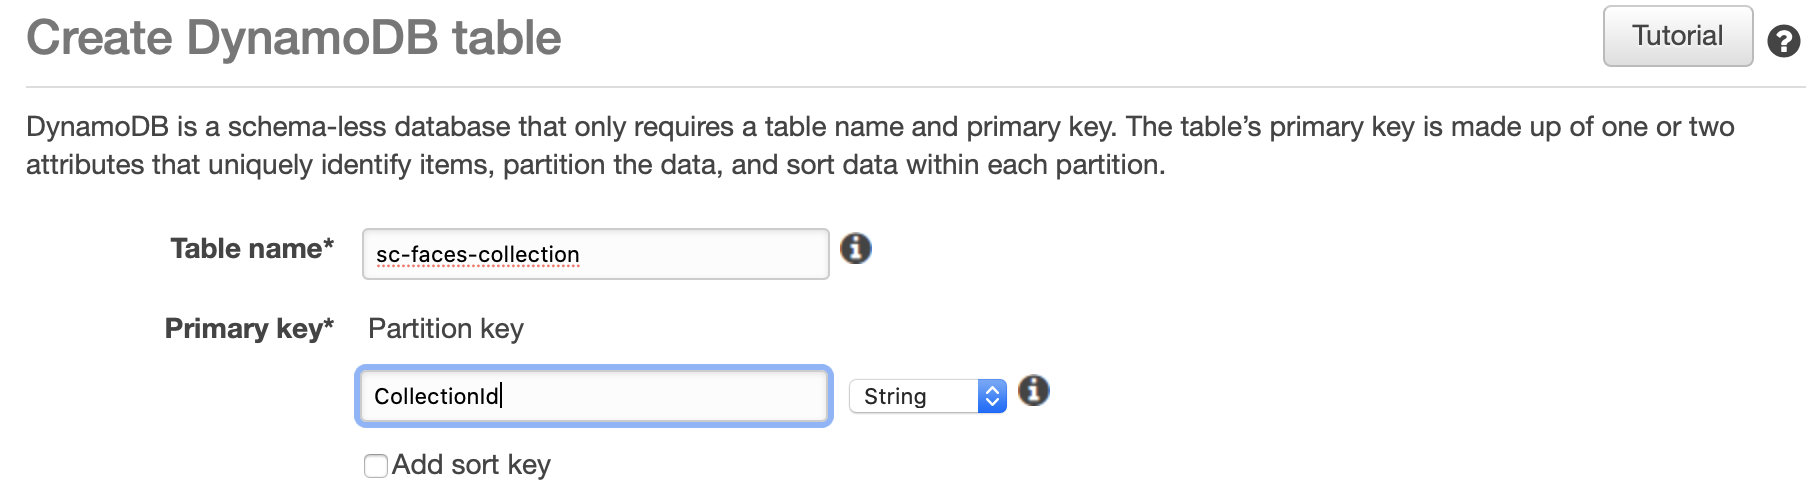 Create DynamoDB table
Tutorial
DynamoDB is a schema-less database that only requires a table name and primary key. The table’s primary key is made up of one or two
attributes that uniquely identify items, partition the data, and sort data within each partition.
Table name* sc-faces-collection
Primary key* Partition key
CollectionId String
Add sort key